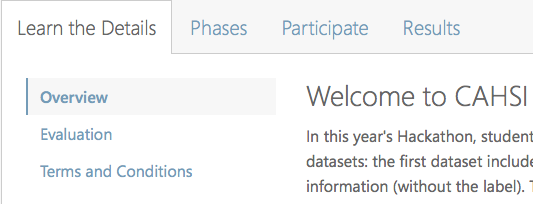 Learn the Details Phases Participate Results
Overview
Evaluation
Terms and Conditions
Welcome to CAHSI
In this year's Hackathon, student
datasets: the first dataset include
information (without the label). T